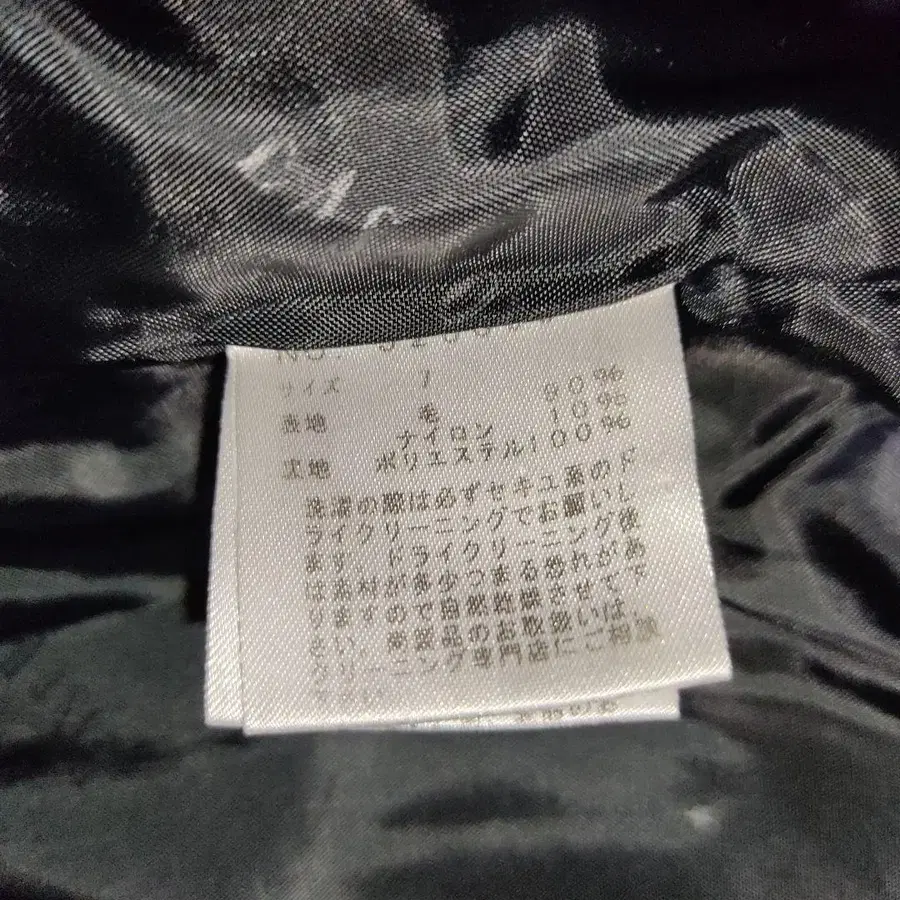 サイズ 7
表地 毛 90%
ナイロン 10%
裏地 ポリエステル100%
洗濯の際は必ずセキユ系のド
ライクリーニングでお願いし
ます。ドライクリーニング後
は素材が多少つまる恐れがあ
りますので自然乾燥させて下
さい。本製品のお取扱いは
クリーニング専門店にご相談